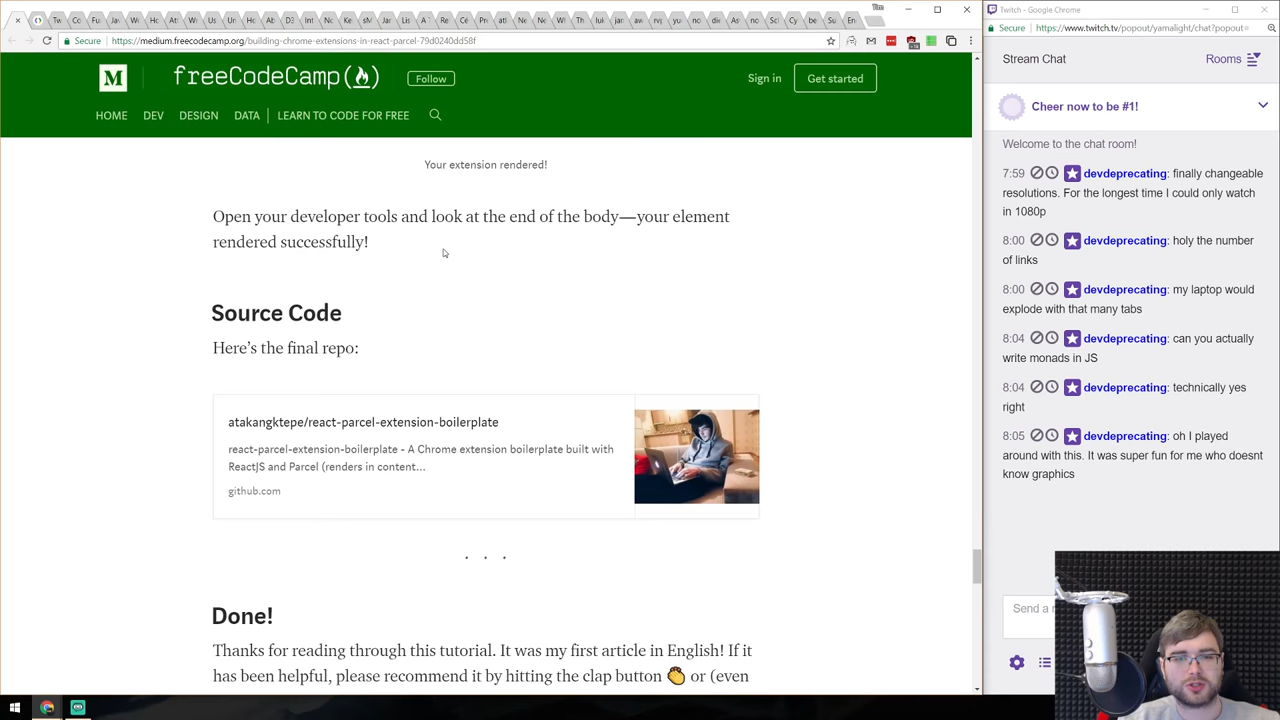 Tim
Secure
https://medium.freecodecamp.org/building-chrome-extensions-in-react-parcel-79d0240dd58f
M
freeCodeCamp
Follow
Sign in
Get started
HOME
DEV
DESIGN
DATA
LEARN TO CODE FOR FREE
Your extension rendered!
Open your developer tools and look at the end of the body—your element
rendered successfully!
Source Code
Here’s the final repo:
atakangktepe/react-parcel-extension-boilerplate
react-parcel-extension-boilerplate - A Chrome extension boilerplate built with
ReactJS and Parcel (renders in content...
github.com
. . .
Done!
Thanks for reading through this tutorial. It was my first article in English! If it
has been helpful, please recommend it by hitting the clap button 👏 or (even
Twitch - Google Chrome
Secure
https://www.twitch.tv/popout/yamalight/chat?popout=
Stream Chat
Rooms
Cheer now to be #1!
Welcome to the chat room!
7:59 devdeprecating: finally changeable
resolutions. For the longest time I could only watch
in 1080p
8:00 devdeprecating: holy the number
of links
8:00 devdeprecating: my laptop would
explode with that many tabs
8:04 devdeprecating: can you actually
write monads in JS
8:04 devdeprecating: technically yes
right
8:05 devdeprecating: oh I played
around with this. It was super fun for me who doesnt
know graphics
Send a